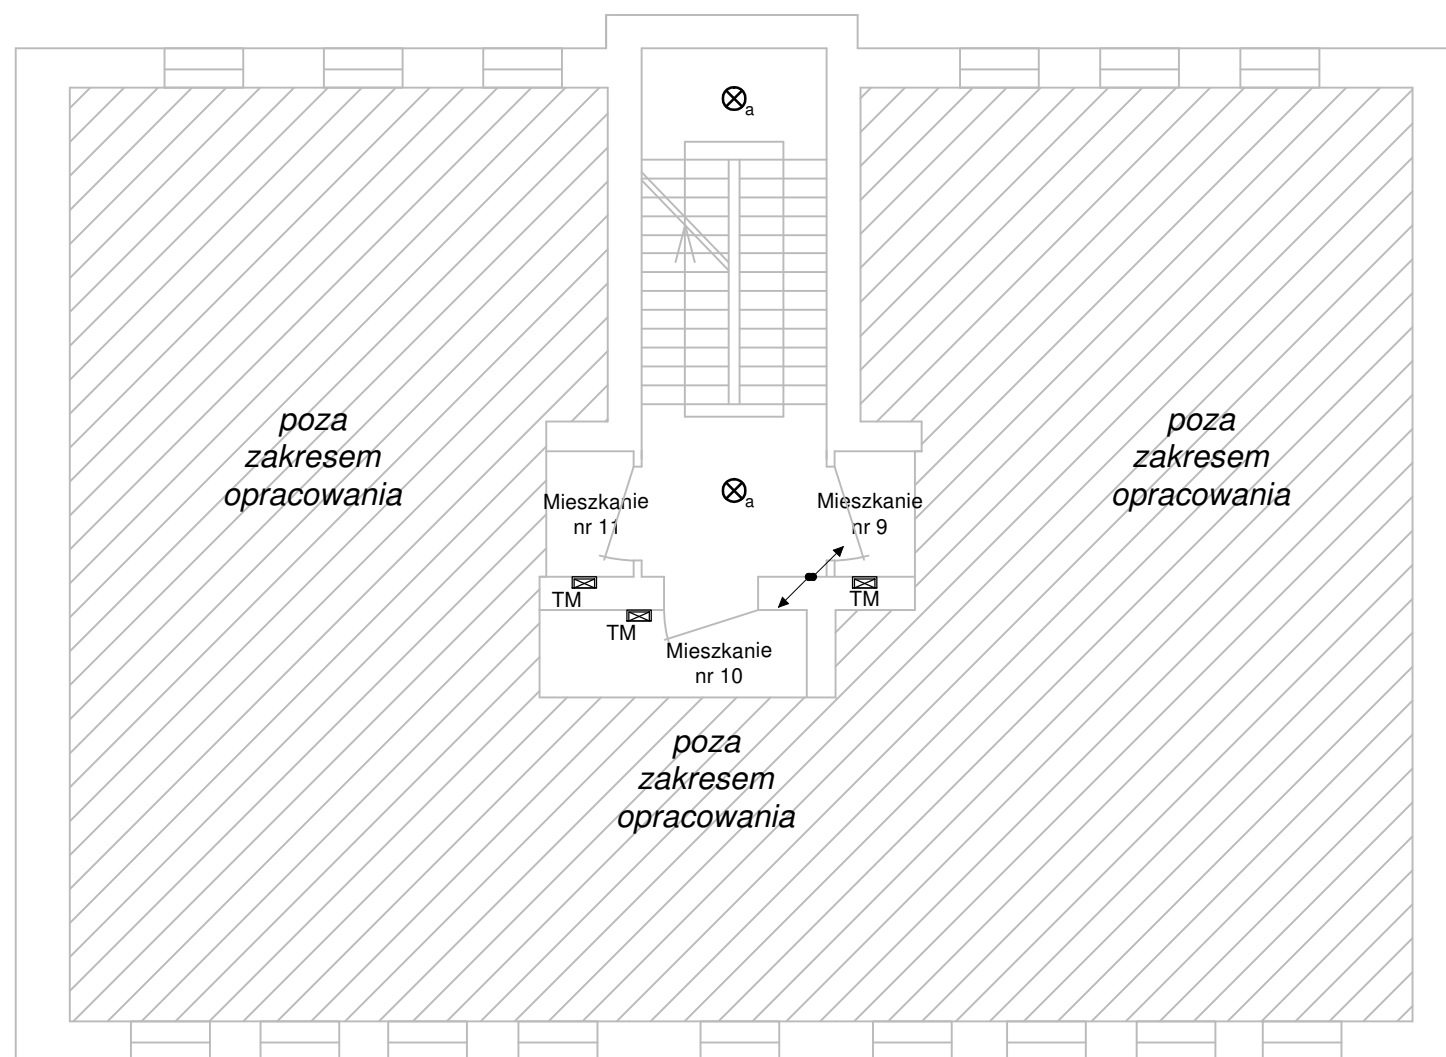 a
poza
zakresem
opracowania
poza
zakresem
opracowania
a
Mieszkanie
nr 11
Mieszkanie
nr 9
TM
TM
TM
Mieszkanie
nr 10
poza
zakresem
opracowania